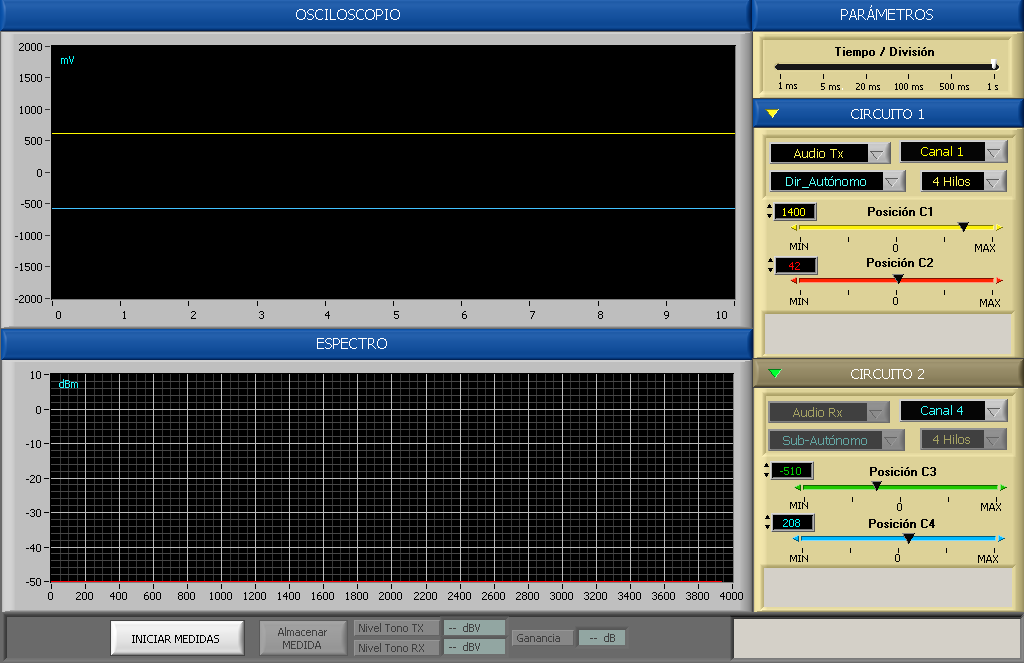 OSCILOSCOPIO
PARÁMETROS
mV
2000
1500
1000
500
0
-500
-1000
-1500
-2000
0 1 2 3 4 5 6 7 8 9 10
Tiempo / División
1 ms 5 ms 20 ms 100 ms 500 ms 1 s
CIRCUITO 1
Audio Tx Canal 1
Dir_Autónomo 4 Hilos
1400 Posición C1
MIN 0 MAX
42 Posición C2
MIN 0 MAX
ESPECTRO
dBm
10
0
-10
-20
-30
-40
-50
0 200 400 600 800 1000 1200 1400 1600 1800 2000 2200 2400 2600 2800 3000 3200 3400 3600 3800 4000
CIRCUITO 2
Audio Rx Canal 4
Sub-Autónomo 4 Hilos
-510 Posición C3
MIN 0 MAX
208 Posición C4
MIN 0 MAX
INICIAR MEDIDAS
Almacenar
MEDIDA
Nivel Tono TX -- dBV
Nivel Tono RX -- dBV
Ganancia -- dB